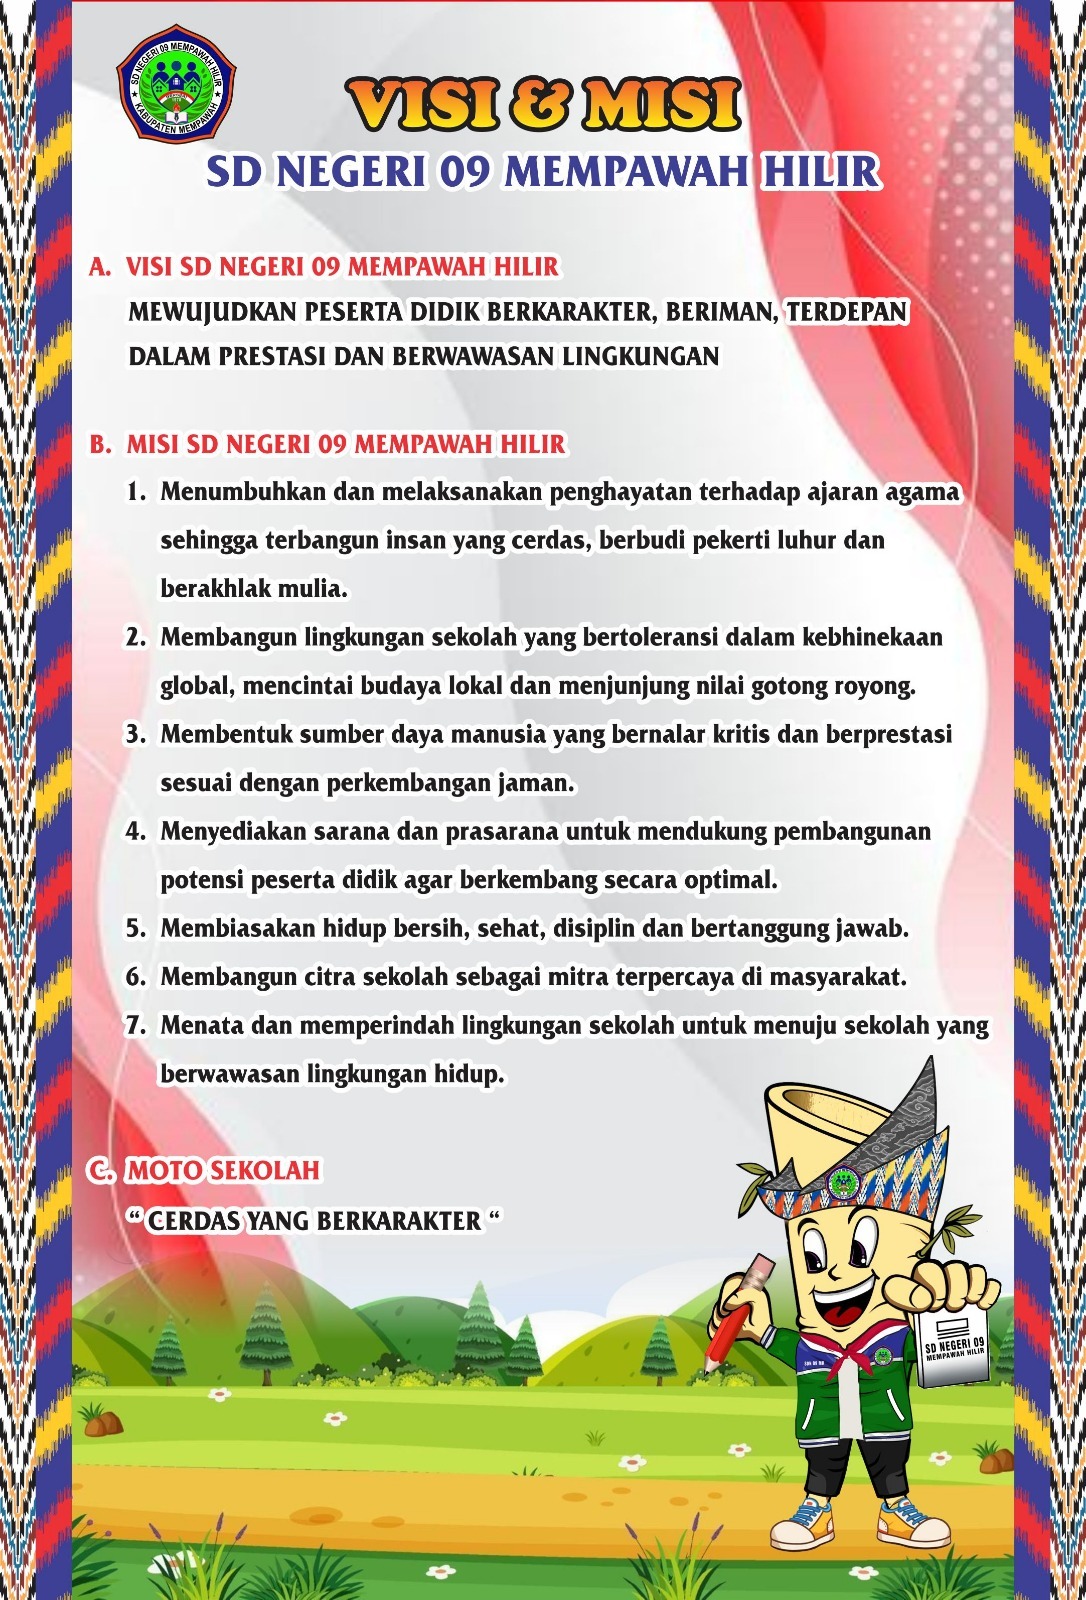 SD NEGERI 09 MEMPAWAH HILIR
KABUPATEN MEMPAWAH
VISI & MISI
SD NEGERI 09 MEMPAWAH HILIR
A. VISI SD NEGERI 09 MEMPAWAH HILIR
MEWUJUDKAN PESERTA DIDIK BERKARAKTER, BERIMAN, TERDEPAN
DALAM PRESTASI DAN BERWAWASAN LINGKUNGAN
B. MISI SD NEGERI 09 MEMPAWAH HILIR
1. Menumbuhkan dan melaksanakan penghayatan terhadap ajaran agama
sehingga terbangun insan yang cerdas, berbudi pekerti luhur dan
berakhlak mulia.
2. Membangun lingkungan sekolah yang bertoleransi dalam kebhinekaan
global, mencintai budaya lokal dan menjunjung nilai gotong royong.
3. Membentuk sumber daya manusia yang bernalar kritis dan berprestasi
sesuai dengan perkembangan jaman.
4. Menyediakan sarana dan prasarana untuk mendukung pembangunan
potensi peserta didik agar berkembang secara optimal.
5. Membiasakan hidup bersih, sehat, disiplin dan bertanggung jawab.
6. Membangun citra sekolah sebagai mitra terpercaya di masyarakat.
7. Menata dan memperindah lingkungan sekolah untuk menuju sekolah yang
berwawasan lingkungan hidup.
C. MOTO SEKOLAH
“ CERDAS YANG BERKARAKTER “
SD NEGERI 09
MEMPAWAH HILIR